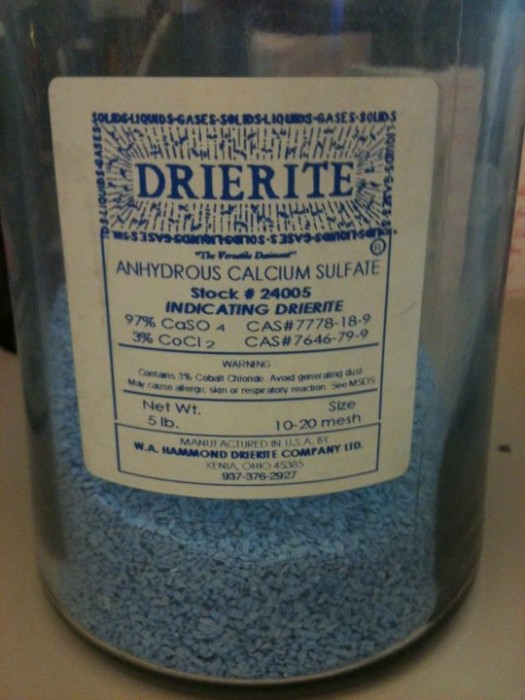 SOLIDS-LIQUIDS-GASES-SOLIDS-LIQUIDS-GASES-SOLIDS
DRIERITE
®
"The Versatile Desiccant"
ANHYDROUS CALCIUM SULFATE
Stock # 24005
INDICATING DRIERITE
97% CaSO 4 CAS#7778-18-9
3% CoCl 2 CAS#7646-79-9
WARNING
Contains 3% Cobalt Chloride. Avoid generating dust.
May cause allergic skin or respiratory reaction. See MSDS
Net Wt. Size
5 lb. 10-20 mesh
MANUFACTURED IN U.S.A. BY
W.A. HAMMOND DRIERITE COMPANY LTD.
XENIA, OHIO 45385
937-376-2927